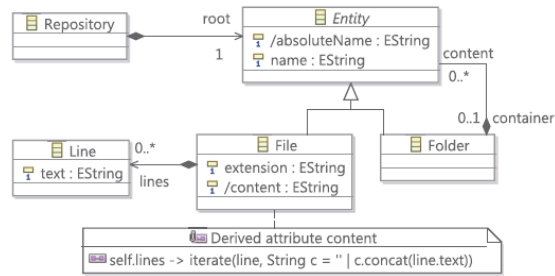 Repository
root
1
Entity
/absoluteName : EString
name : EString
content
0..*
0..1
container
Line
text : EString
0..*
lines
File
extension : EString
/content : EString
Folder
Derived attribute content
self.lines -> iterate(line, String c = '' | c.concat(line.text))